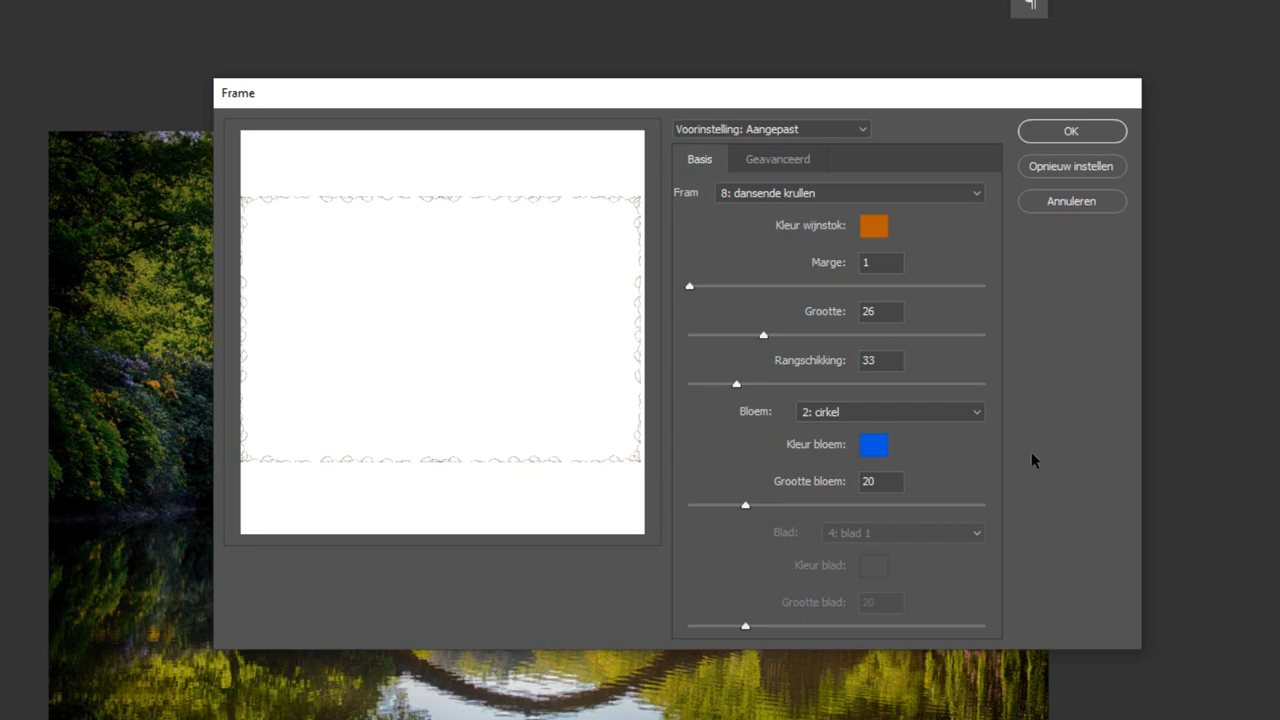 ¶
Frame
Voorinstelling: Aangepast
OK
Basis
Geavanceerd
Opnieuw instellen
Fram
8: dansende krullen
Annuleren
Kleur wijnstok:
Marge: 1
Grootte: 26
Rangschikking: 33
Bloem: 2: cirkel
Kleur bloem:
Grootte bloem: 20
Blad: 4: blad 1
Kleur blad:
Grootte blad: 20